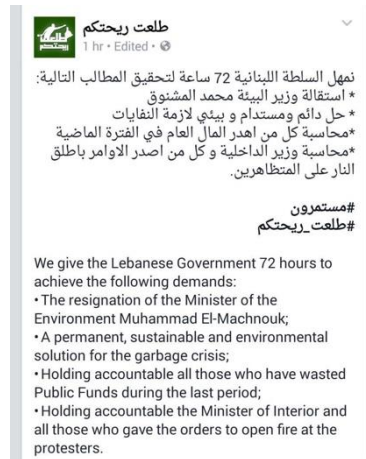 طلعت ريحتكم
طلعت ريحتكم
1 hr • Edited •
نمهل السلطة اللبنانية 72 ساعة لتحقيق المطالب التالية:
* استقالة وزير البيئة محمد المشنوق
* حل دائم ومستدام و بيئي لازمة النفايات
*محاسبة كل من اهدر المال العام في الفترة الماضية
*محاسبة وزير الداخلية و كل من اصدر الاوامر باطلق
النار على المتظاهرين.
#مستمرون
#طلعت_ريحتكم
We give the Lebanese Government 72 hours to
achieve the following demands:
• The resignation of the Minister of the
Environment Muhammad El-Machnouk;
• A permanent, sustainable and environmental
solution for the garbage crisis;
• Holding accountable all those who have wasted
Public Funds during the last period;
• Holding accountable the Minister of Interior and
all those who gave the orders to open fire at the
protesters.